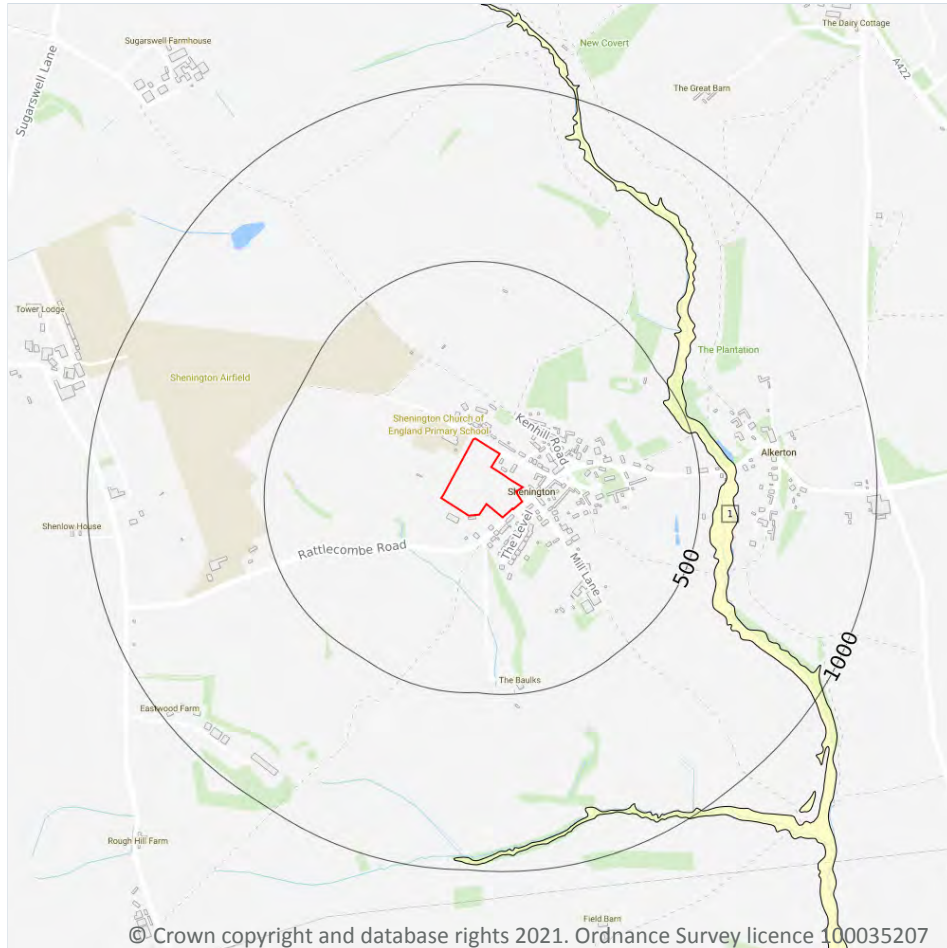 The Dairy Cottage
Sugarswell Farmhouse
New Covert
A422
The Great Barn
Sugarswell Lane
Tower Lodge
The Plantation
Shenington Airfield
Shenington Church of
England Primary School
Kenhill Road
Alkerton
Shenington
1
Shenlow House
The Level
Rattlecombe Road
500
Mill Lane
1000
The Baulks
Eastwood Farm
Rough Hill Farm
Field Barn
© Crown copyright and database rights 2021. Ordnance Survey licence 100035207